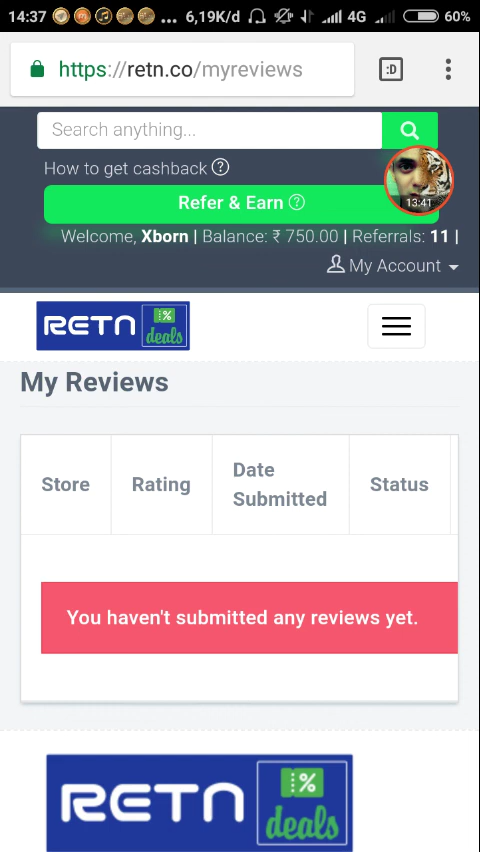 14:37 ... 6,19K/d 4G 60%
https://retn.co/myreviews :D
Search anything...
How to get cashback ?
13:41
Refer & Earn ?
Welcome, Xborn | Balance: ₹ 750.00 | Referrals: 11 |
My Account
RETN % deals
My Reviews
Store Rating Date Submitted Status
You haven't submitted any reviews yet.
RETN % deals